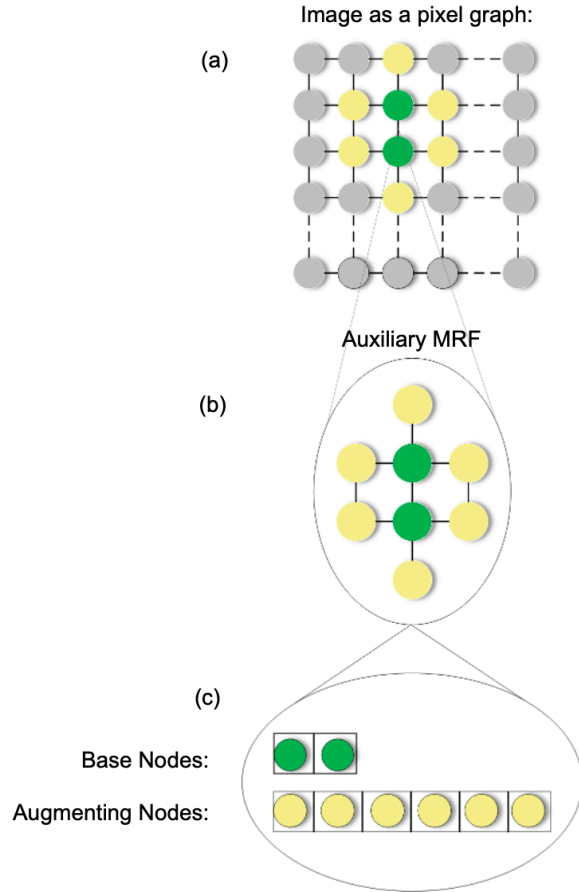 Image as a pixel graph:
(a)
Auxiliary MRF
(b)
(c)
Base Nodes:
Augmenting Nodes: